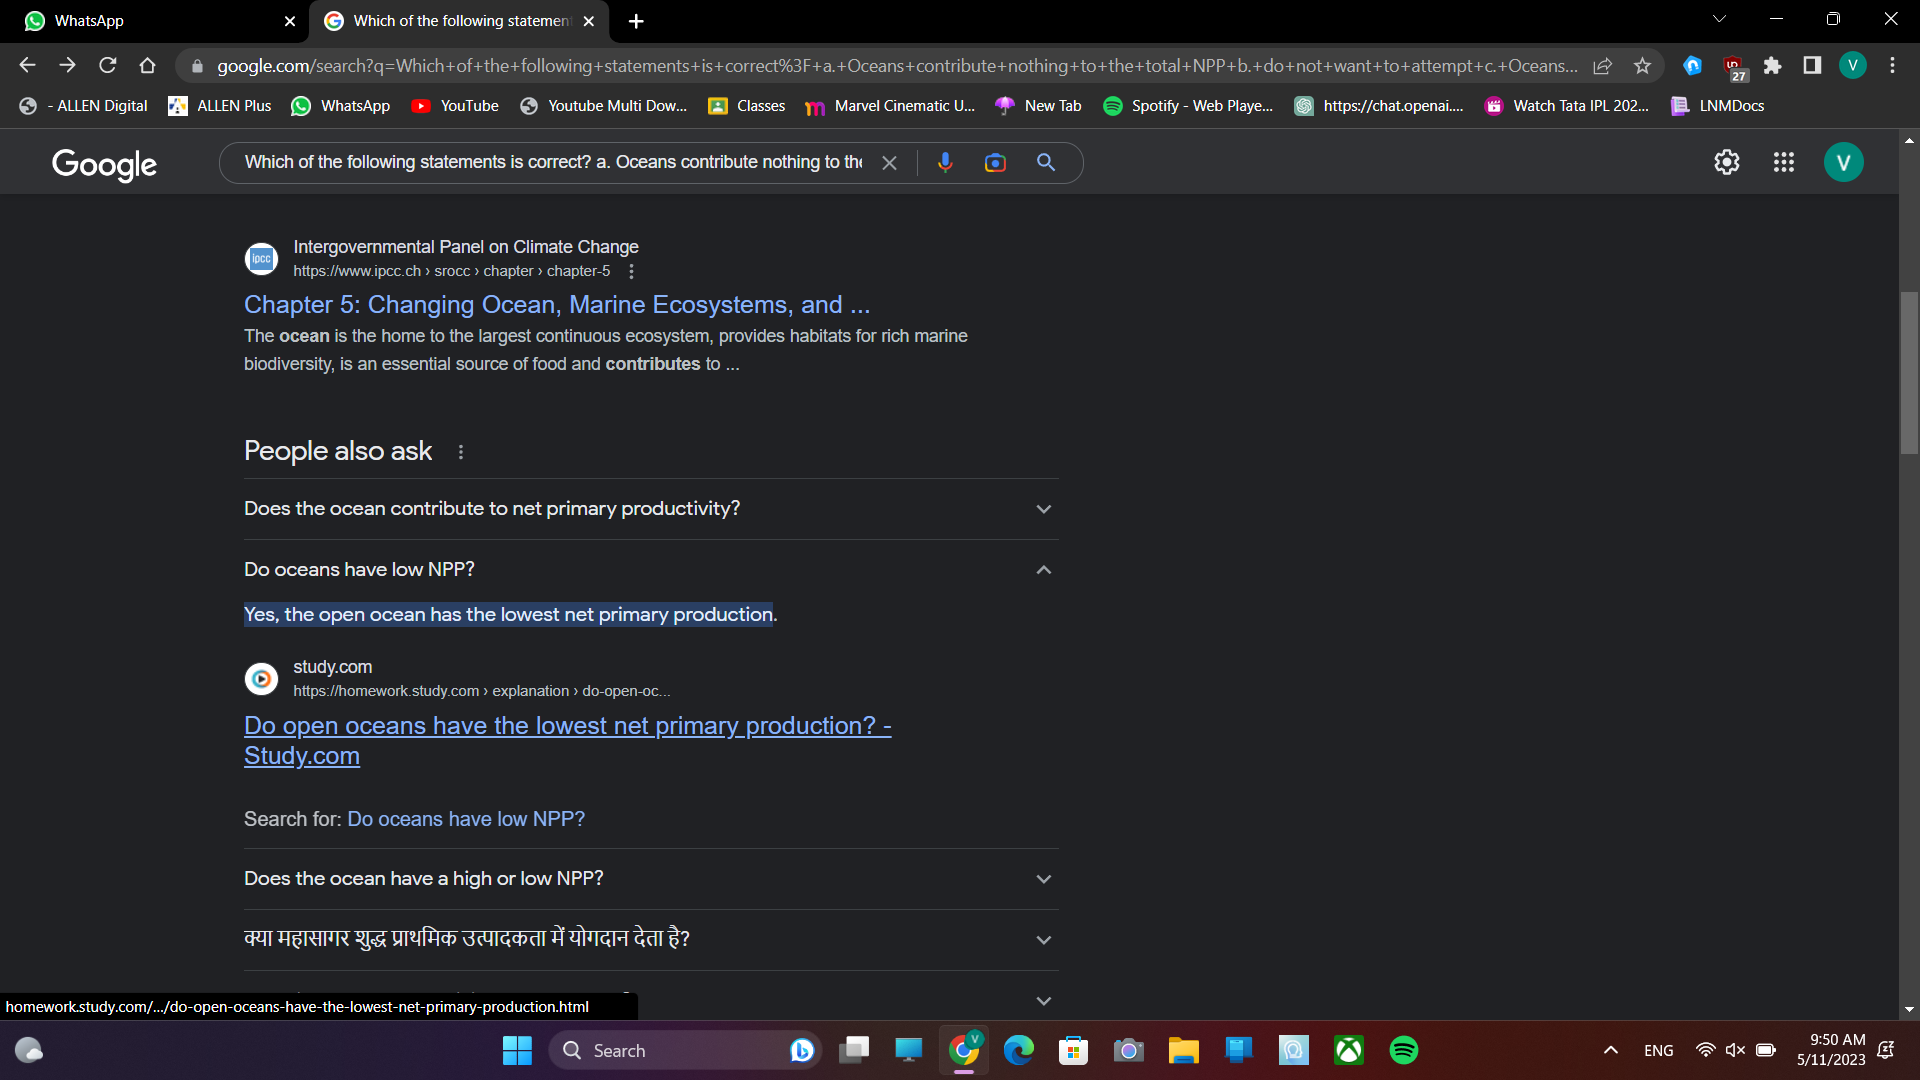 WhatsApp
Which of the following statement
google.com/search?q=Which+of+the+following+statements+is+correct%3F+a.+Oceans+contribute+nothing+to+the+total+NPP+b.+do+not+want+to+attempt+c.+Oceans...
27
V
- ALLEN Digital
ALLEN Plus
WhatsApp
YouTube
Youtube Multi Dow...
Classes
Marvel Cinematic U...
New Tab
Spotify - Web Playe...
https://chat.openai....
Watch Tata IPL 202...
LNMDocs
Google
Which of the following statements is correct? a. Oceans contribute nothing to the
V
ipcc
Intergovernmental Panel on Climate Change
https://www.ipcc.ch › srocc › chapter › chapter-5
Chapter 5: Changing Ocean, Marine Ecosystems, and ...
The ocean is the home to the largest continuous ecosystem, provides habitats for rich marine
biodiversity, is an essential source of food and contributes to ...
People also ask
Does the ocean contribute to net primary productivity?
Do oceans have low NPP?
Yes, the open ocean has the lowest net primary production.
study.com
https://homework.study.com › explanation › do-open-oc...
Do open oceans have the lowest net primary production? -
Study.com
Search for: Do oceans have low NPP?
Does the ocean have a high or low NPP?
क्या महासागर शुद्ध प्राथमिक उत्पादकता में योगदान देता है?
homework.study.com/.../do-open-oceans-have-the-lowest-net-primary-production.html
Search
V
ENG
9:50 AM
5/11/2023